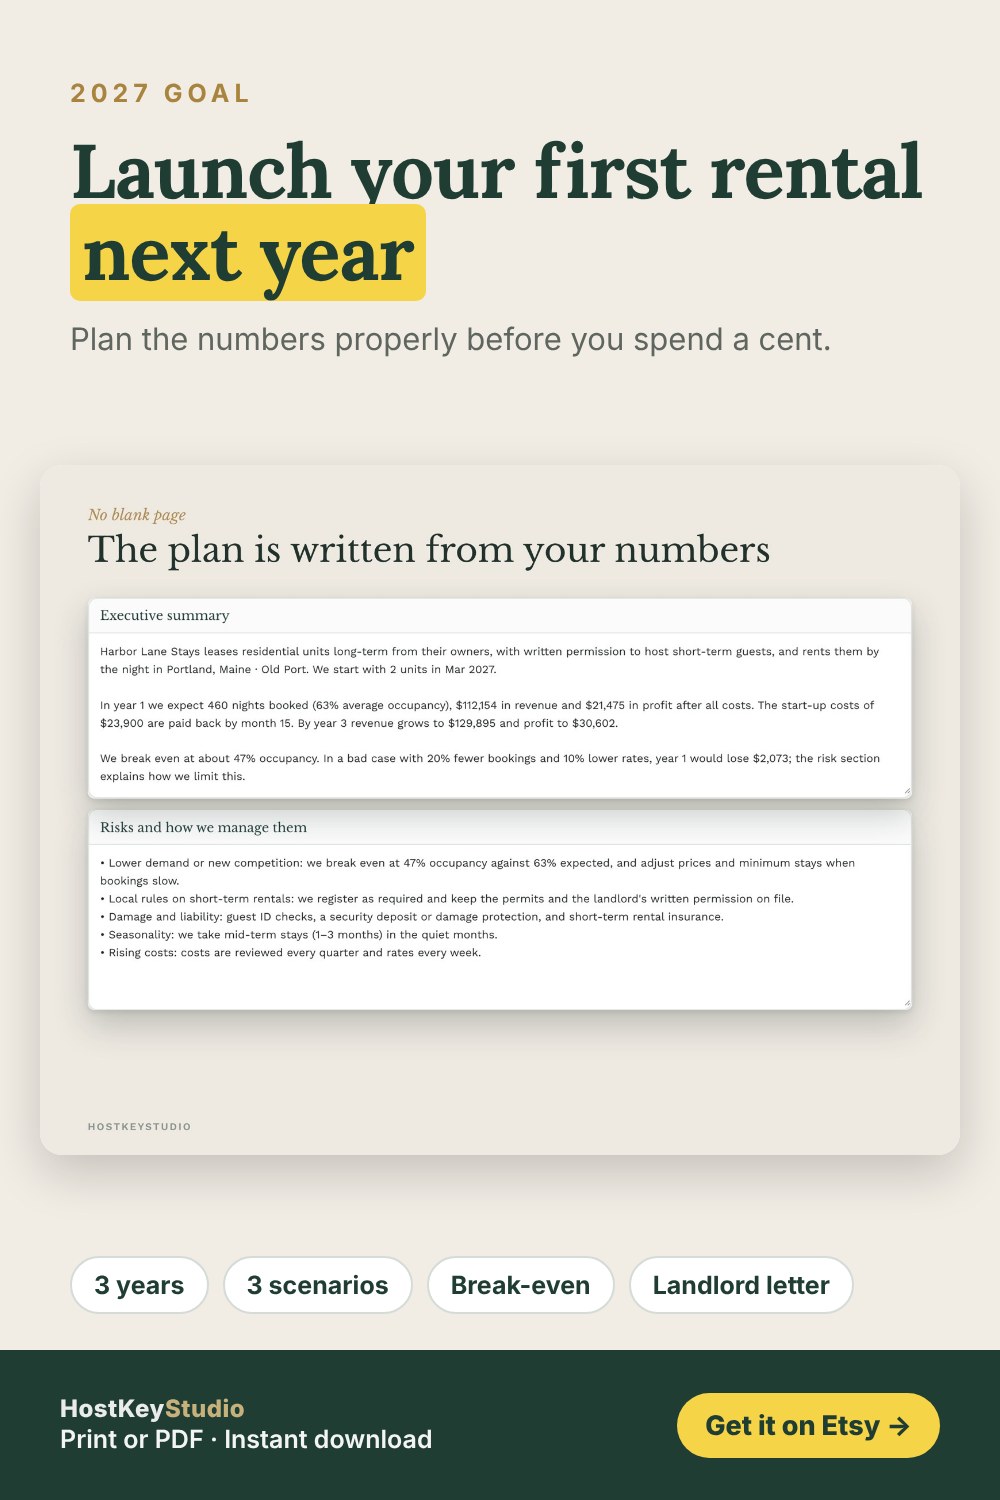 2027 GOAL
Launch your first rental
next year
Plan the numbers properly before you spend a cent.
No blank page
The plan is written from your numbers
Executive summary
Harbor Lane Stays leases residential units long-term from their owners, with written permission to host short-term guests, and rents them by
the night in Portland, Maine · Old Port. We start with 2 units in Mar 2027.
In year 1 we expect 460 nights booked (63% average occupancy), $112,154 in revenue and $21,475 in profit after all costs. The start-up costs of
$23,900 are paid back by month 15. By year 3 revenue grows to $129,895 and profit to $30,602.
We break even at about 47% occupancy. In a bad case with 20% fewer bookings and 10% lower rates, year 1 would lose $2,073; the risk section
explains how we limit this.
Risks and how we manage them
• Lower demand or new competition: we break even at 47% occupancy against 63% expected, and adjust prices and minimum stays when
bookings slow.
• Local rules on short-term rentals: we register as required and keep the permits and the landlord's written permission on file.
• Damage and liability: guest ID checks, a security deposit or damage protection, and short-term rental insurance.
• Seasonality: we take mid-term stays (1–3 months) in the quiet months.
• Rising costs: costs are reviewed every quarter and rates every week.
HOSTKEYSTUDIO
3 years
3 scenarios
Break-even
Landlord letter
HostKeyStudio
Print or PDF · Instant download
Get it on Etsy →